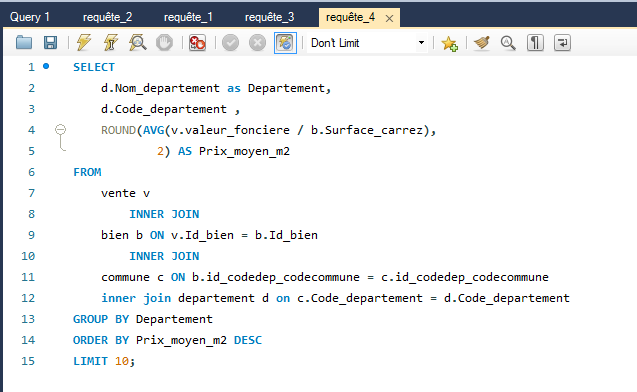 Query 1 requête_2 requête_1 requête_3 requête_4
Don't Limit
1 SELECT
2 d.Nom_departement as Departement,
3 d.Code_departement ,
4 ROUND(AVG(v.valeur_fonciere / b.Surface_carrez),
5 2) AS Prix_moyen_m2
6 FROM
7 vente v
8 INNER JOIN
9 bien b ON v.Id_bien = b.Id_bien
10 INNER JOIN
11 commune c ON b.id_codedep_codecommune = c.id_codedep_codecommune
12 inner join departement d on c.Code_departement = d.Code_departement
13 GROUP BY Departement
14 ORDER BY Prix_moyen_m2 DESC
15 LIMIT 10;